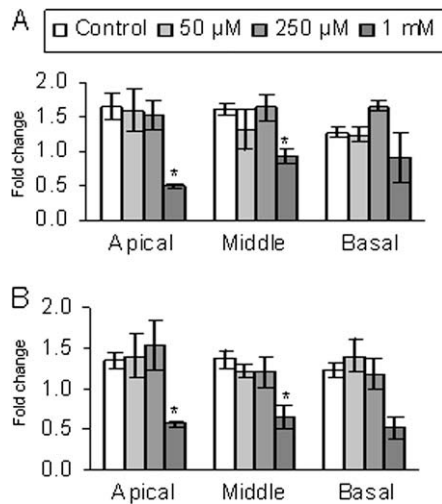 A
Control 50 µM 250 µM 1 mM
Fold change
2.0
1.5
1.0
0.5
0.0
* *
Apical Middle Basal
B
Fold change
2.0
1.5
1.0
0.5
0.0
* *
Apical Middle Basal